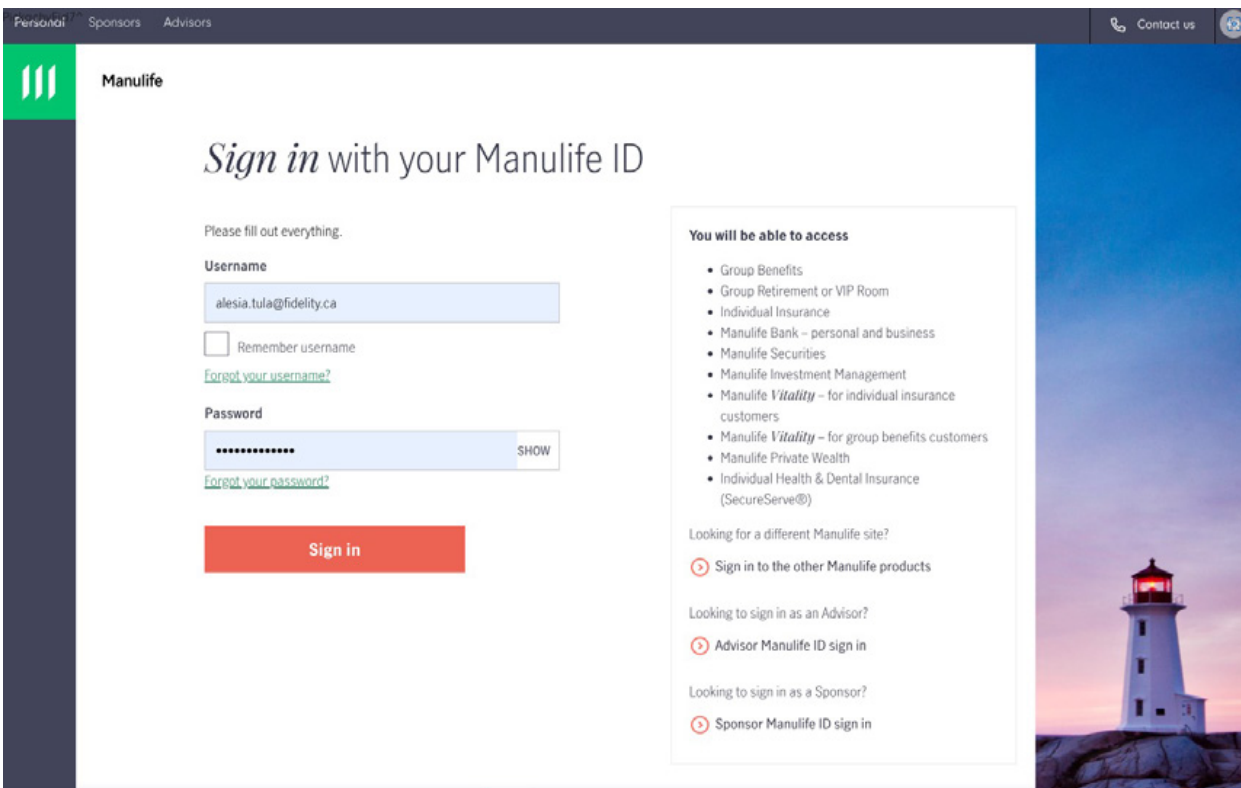 Personal Sponsors Advisors Contact us
Manulife
Sign in with your Manulife ID
Please fill out everything.
Username
alesia.tula@fidelity.ca
Remember username
Forgot your username?
Password
•••••••••••••
SHOW
Forgot your password?
Sign in
You will be able to access
• Group Benefits
• Group Retirement or VIP Room
• Individual Insurance
• Manulife Bank – personal and business
• Manulife Securities
• Manulife Investment Management
• Manulife Vitality – for individual insurance
customers
• Manulife Vitality – for group benefits customers
• Manulife Private Wealth
• Individual Health & Dental Insurance
(SecureServe®)
Looking for a different Manulife site?
Sign in to the other Manulife products
Looking to sign in as an Advisor?
Advisor Manulife ID sign in
Looking to sign in as a Sponsor?
Sponsor Manulife ID sign in